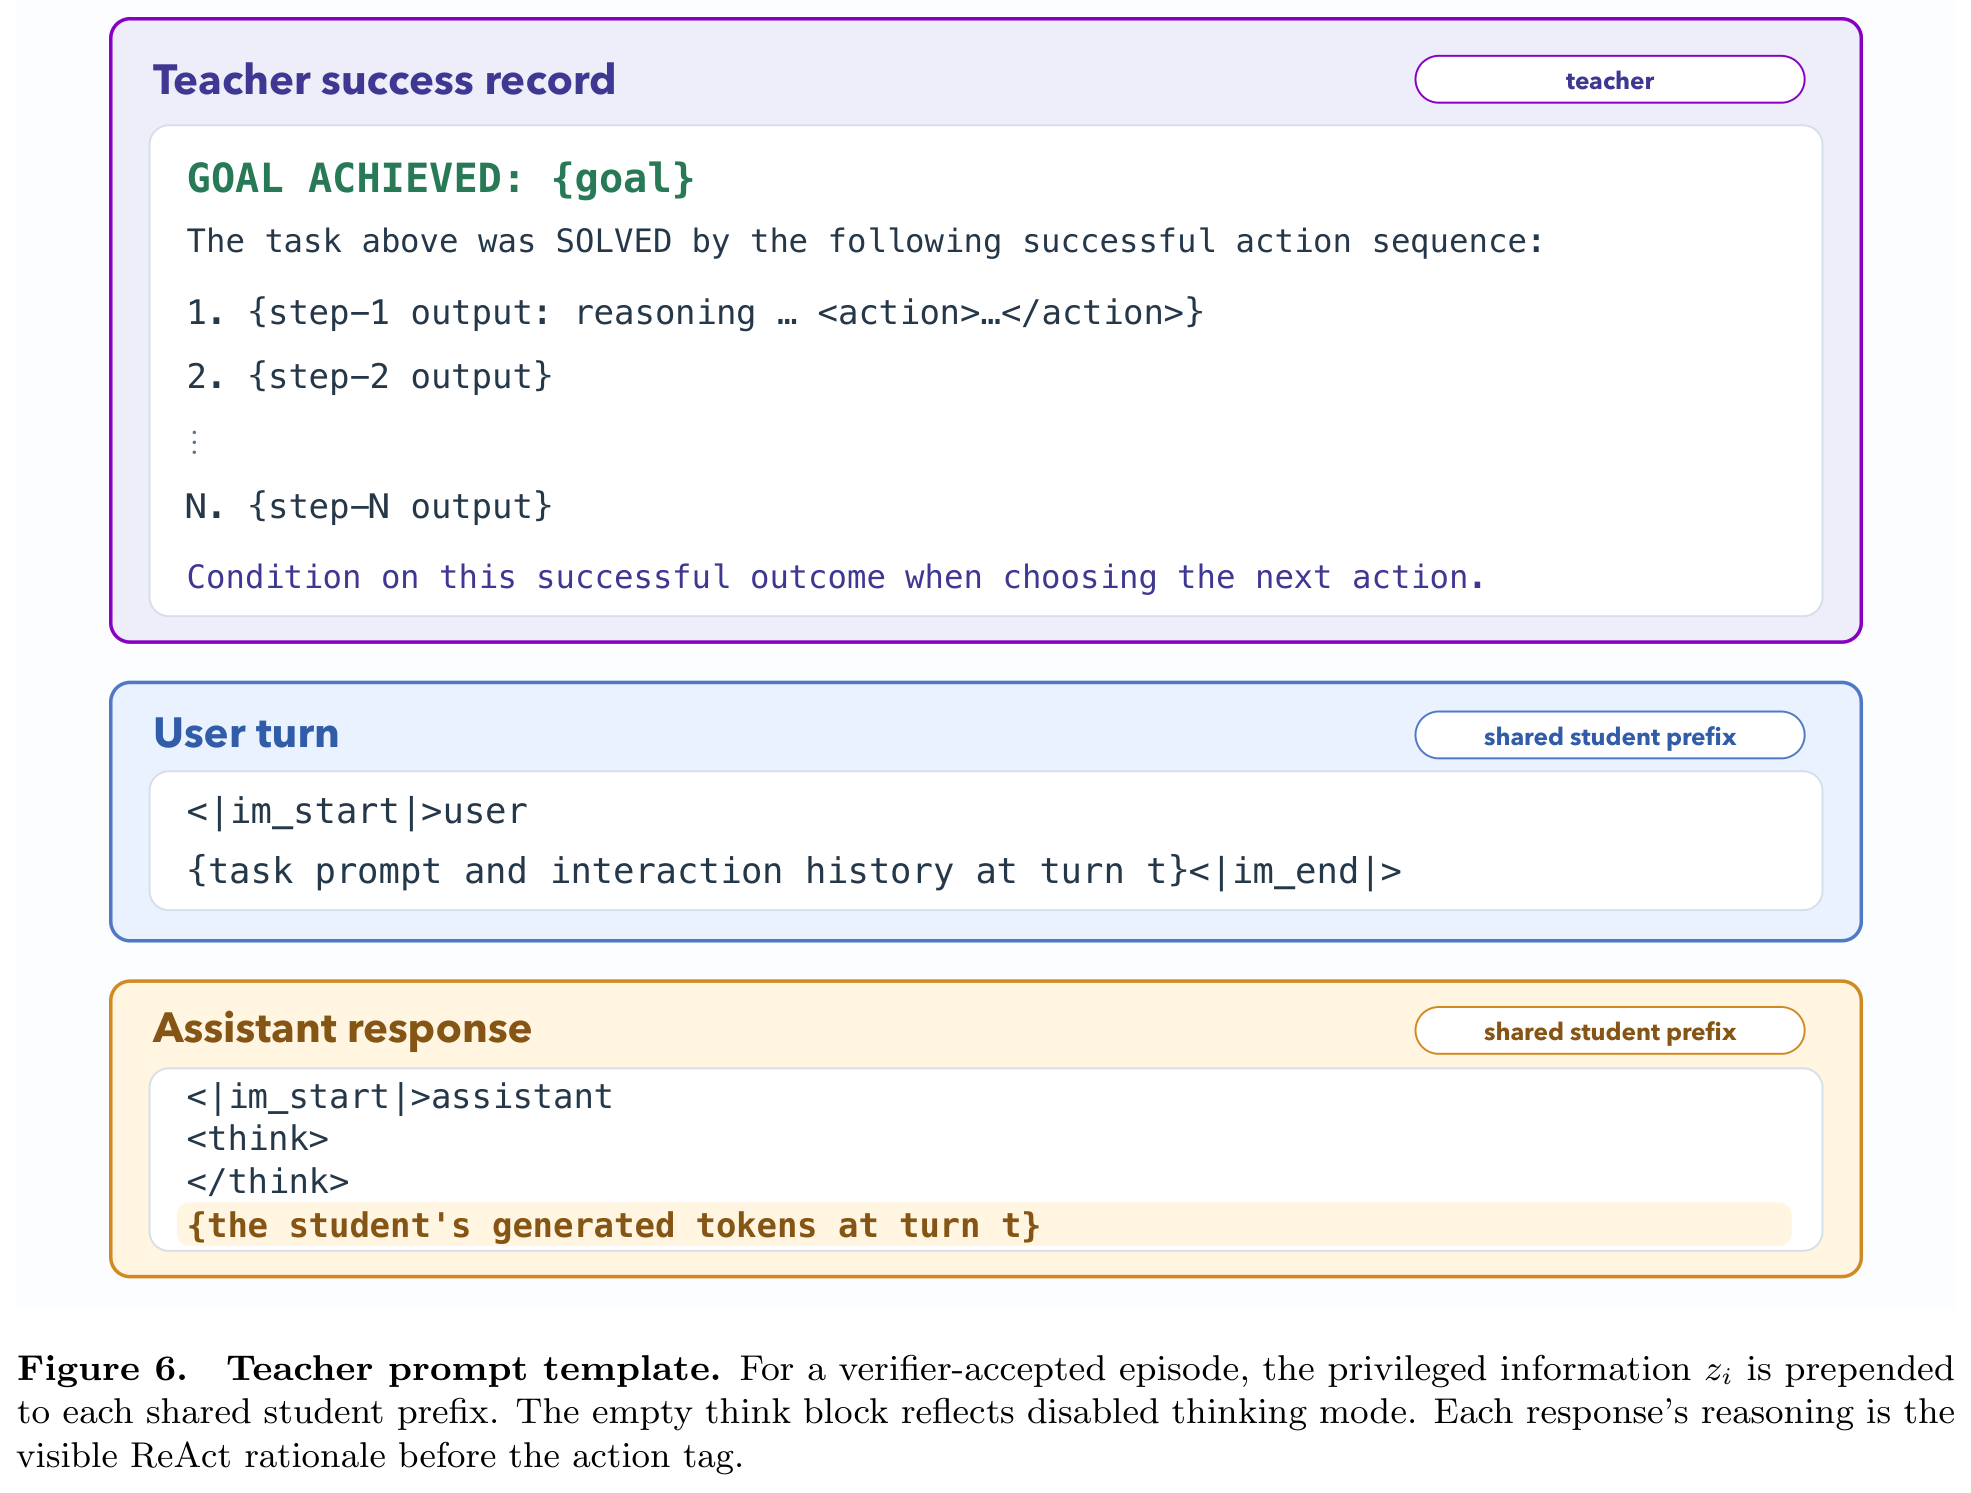 Teacher success record
teacher
GOAL ACHIEVED: {goal}
The task above was SOLVED by the following successful action sequence:
1. {step−1 output: reasoning … <action>…</action>}
2. {step−2 output}
⋮
N. {step−N output}
Condition on this successful outcome when choosing the next action.
User turn
shared student prefix
<|im_start|>user
{task prompt and interaction history at turn t}<|im_end|>
Assistant response
shared student prefix
<|im_start|>assistant
<think>
</think>
{the student's generated tokens at turn t}
Figure 6. Teacher prompt template. For a verifier-accepted episode, the privileged information zᵢ is prepended
to each shared student prefix. The empty think block reflects disabled thinking mode. Each response’s reasoning is the
visible ReAct rationale before the action tag.